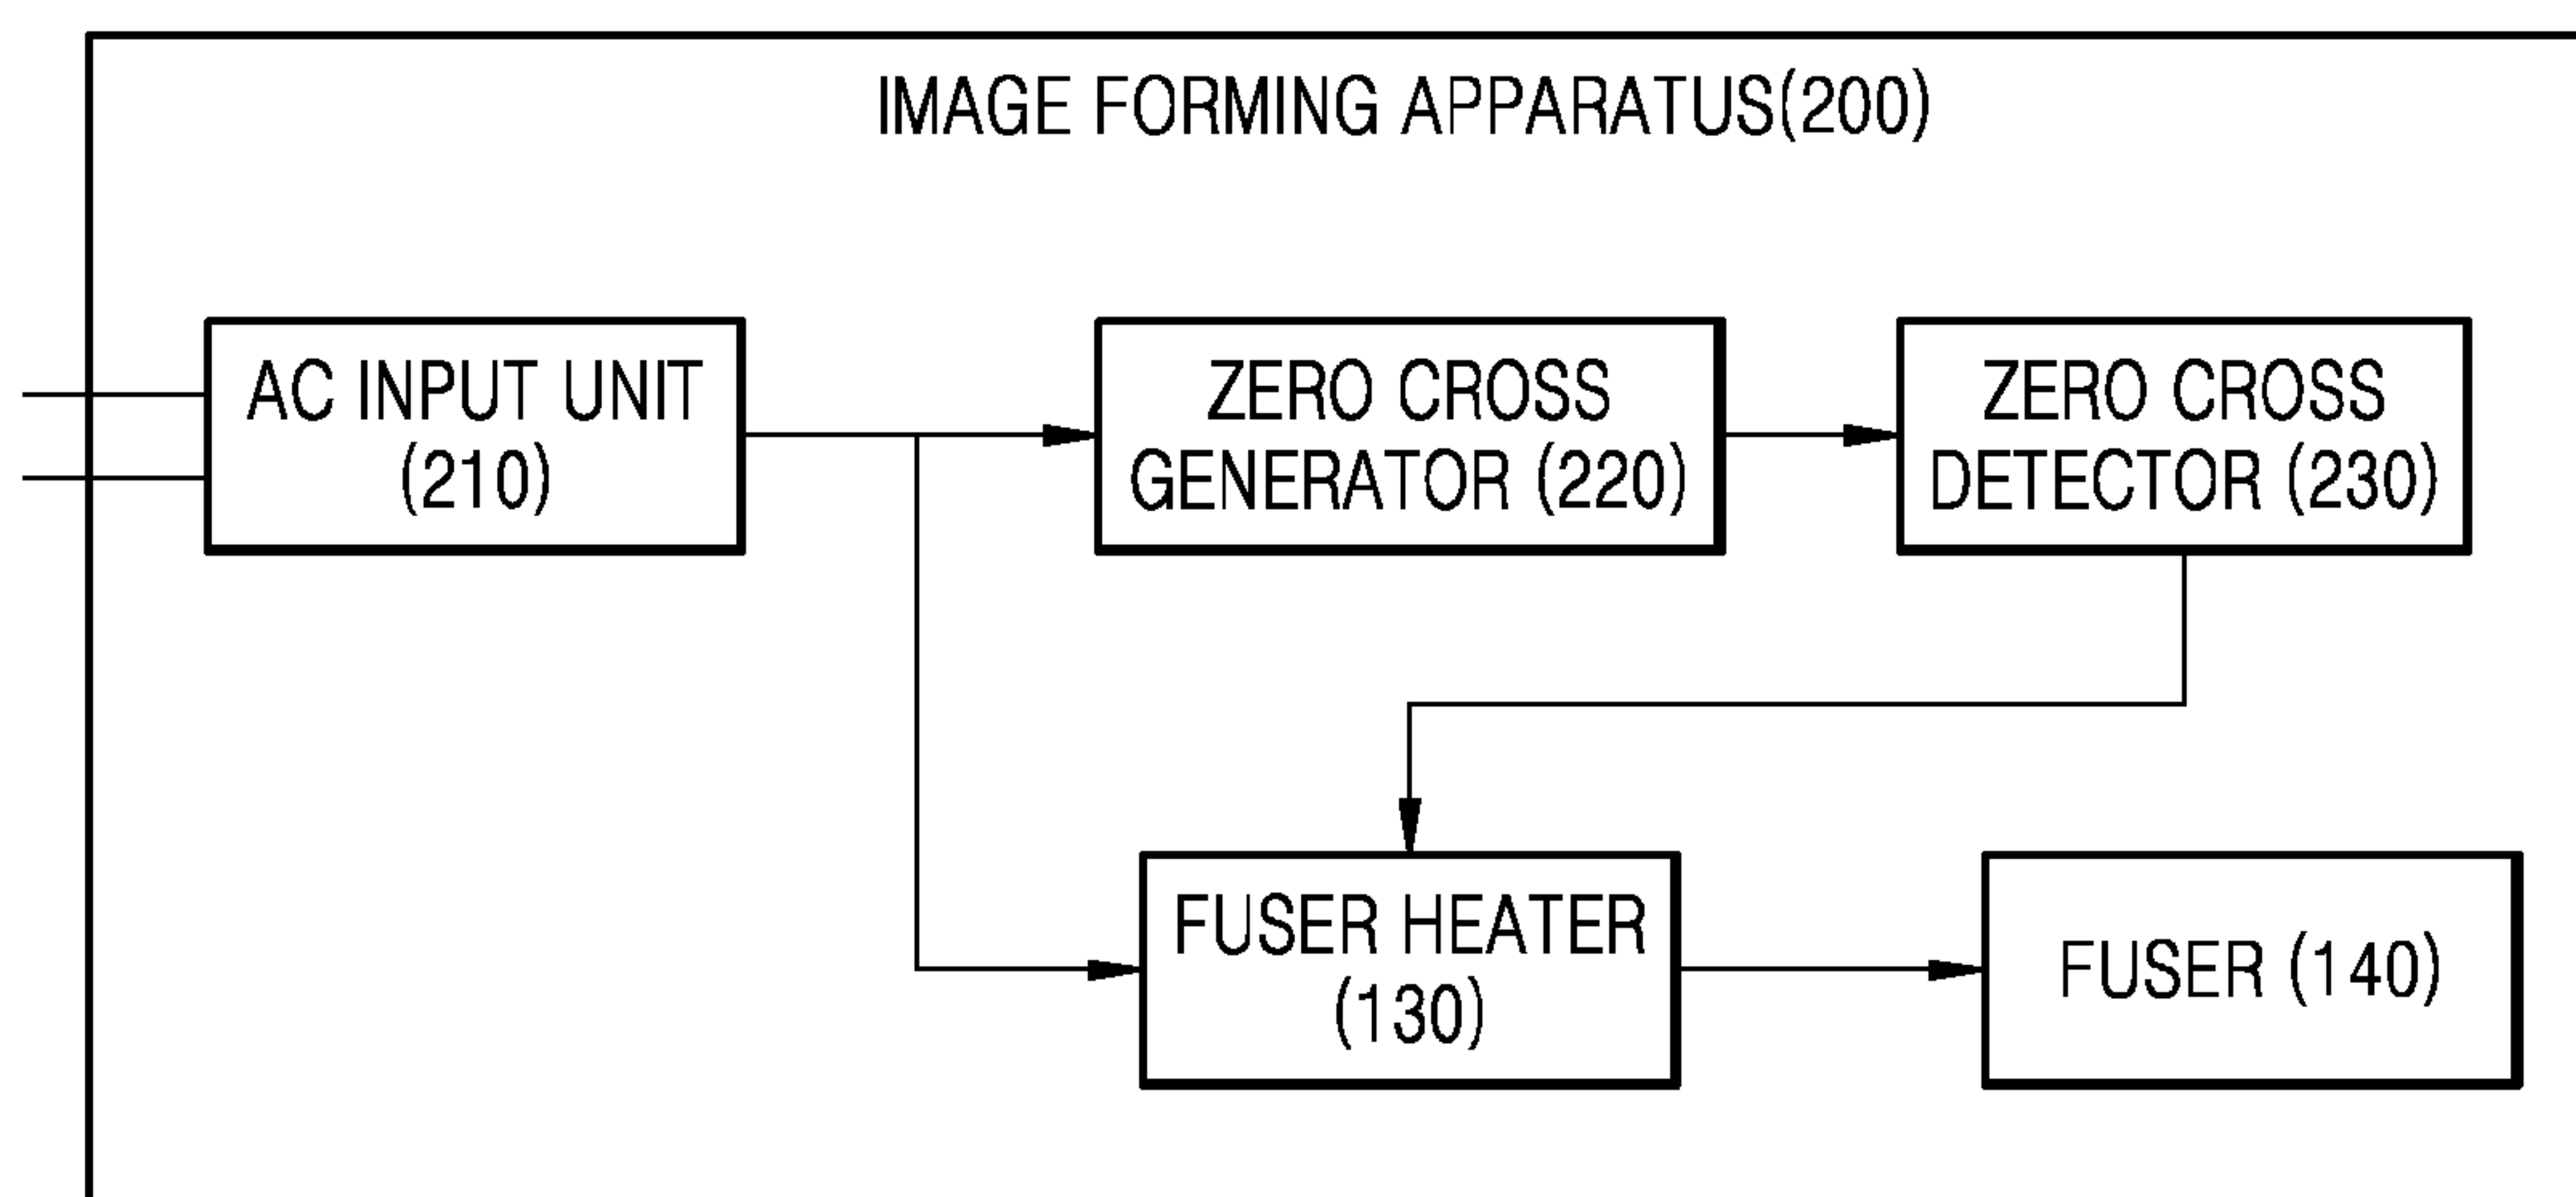 IMAGE FORMING APPARATUS(200)
AC INPUT UNIT
(210)
ZERO CROSS
GENERATOR (220)
ZERO CROSS
DETECTOR (230)
FUSER HEATER
(130)
FUSER (140)